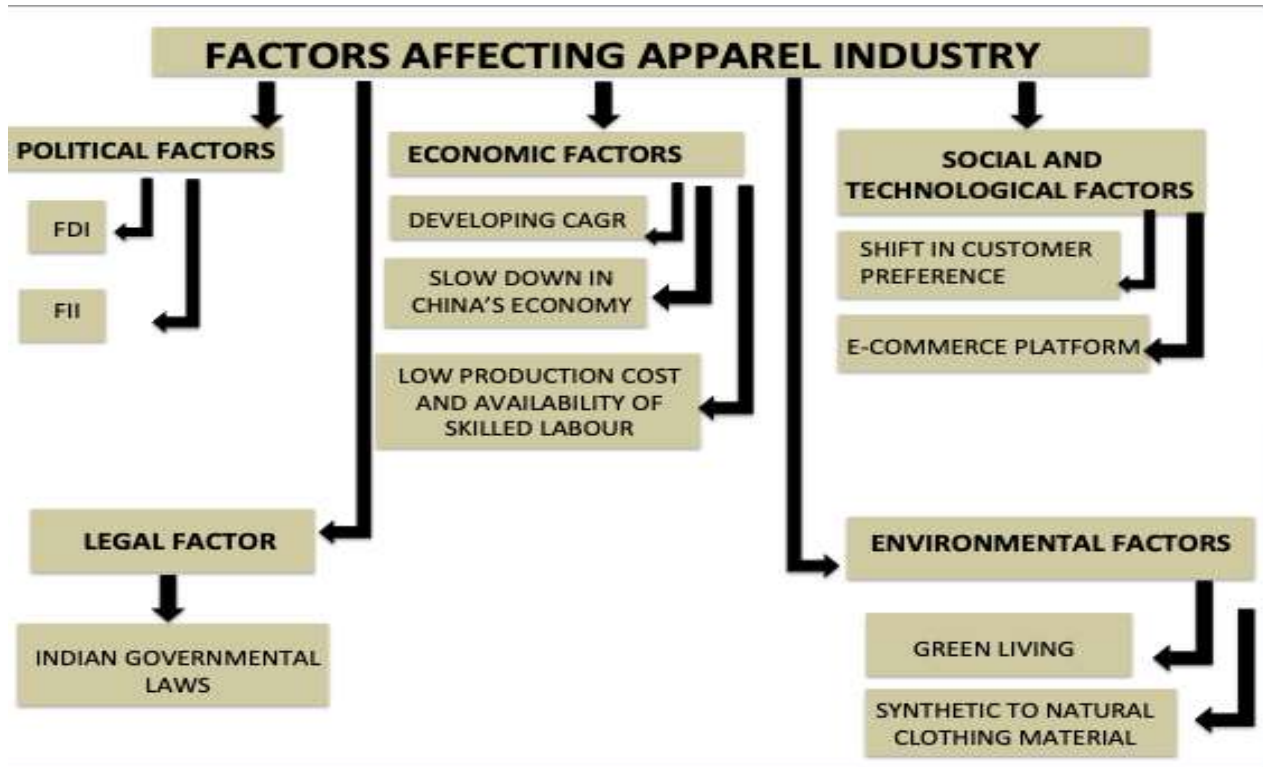 FACTORS AFFECTING APPAREL INDUSTRY
POLITICAL FACTORS
FDI
FII
ECONOMIC FACTORS
DEVELOPING CAGR
SLOW DOWN IN
CHINA'S ECONOMY
LOW PRODUCTION COST
AND AVAILABILITY OF
SKILLED LABOUR
SOCIAL AND
TECHNOLOGICAL FACTORS
SHIFT IN CUSTOMER
PREFERENCE
E-COMMERCE PLATFORM
LEGAL FACTOR
INDIAN GOVERNMENTAL
LAWS
ENVIRONMENTAL FACTORS
GREEN LIVING
SYNTHETIC TO NATURAL
CLOTHING MATERIAL